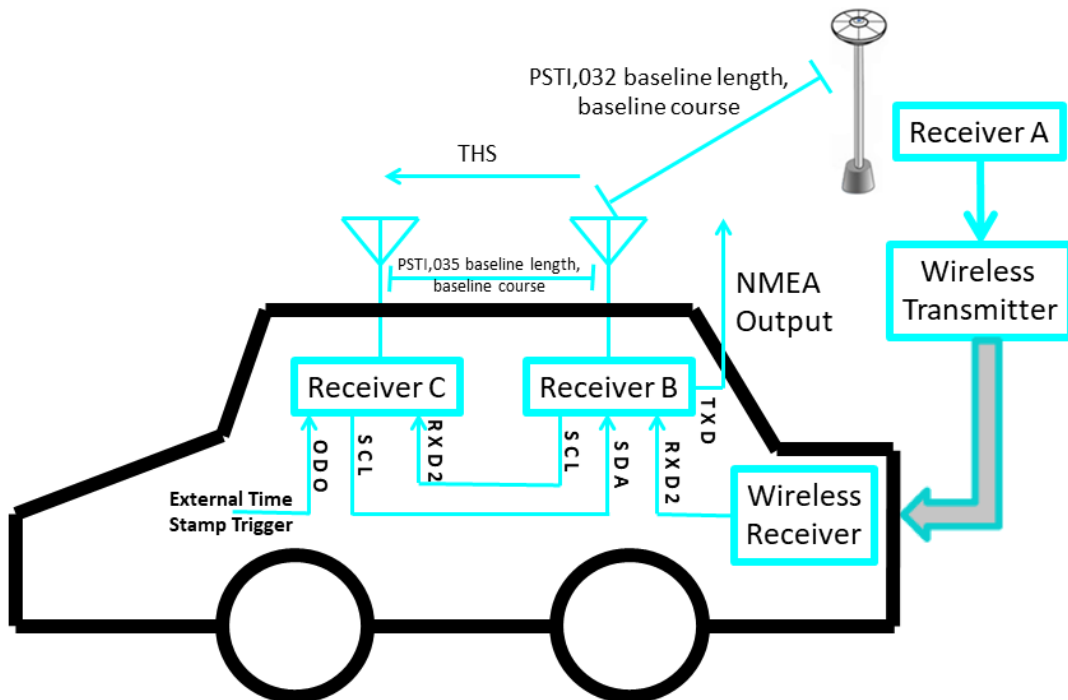 PSTI,032 baseline length,
baseline course
Receiver A
THS
PSTI,035 baseline length,
baseline course
NMEA
Output
Wireless
Transmitter
Receiver C
Receiver B
TXD
ODO
SCL
RXD2
SCL
SDA
RXD2
External Time
Stamp Trigger
Wireless
Receiver